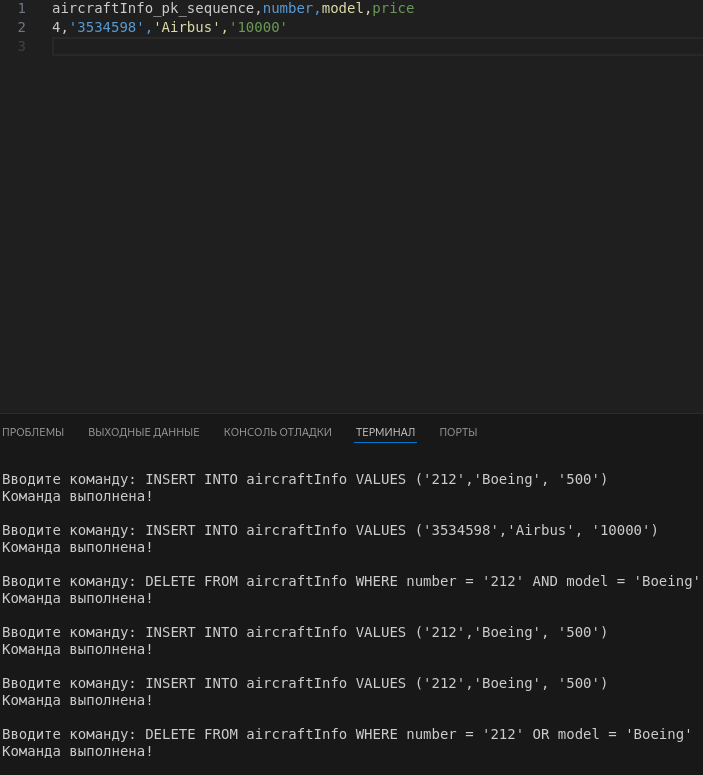 1 aircraftInfo_pk_sequence,number,model,price
2 4,'3534598','Airbus','10000'
3
ПРОБЛЕМЫ ВЫХОДНЫЕ ДАННЫЕ КОНСОЛЬ ОТЛАДКИ ТЕРМИНАЛ ПОРТЫ
Вводите команду: INSERT INTO aircraftInfo VALUES ('212','Boeing', '500')
Команда выполнена!
Вводите команду: INSERT INTO aircraftInfo VALUES ('3534598','Airbus', '10000')
Команда выполнена!
Вводите команду: DELETE FROM aircraftInfo WHERE number = '212' AND model = 'Boeing'
Команда выполнена!
Вводите команду: INSERT INTO aircraftInfo VALUES ('212','Boeing', '500')
Команда выполнена!
Вводите команду: INSERT INTO aircraftInfo VALUES ('212','Boeing', '500')
Команда выполнена!
Вводите команду: DELETE FROM aircraftInfo WHERE number = '212' OR model = 'Boeing'
Команда выполнена!